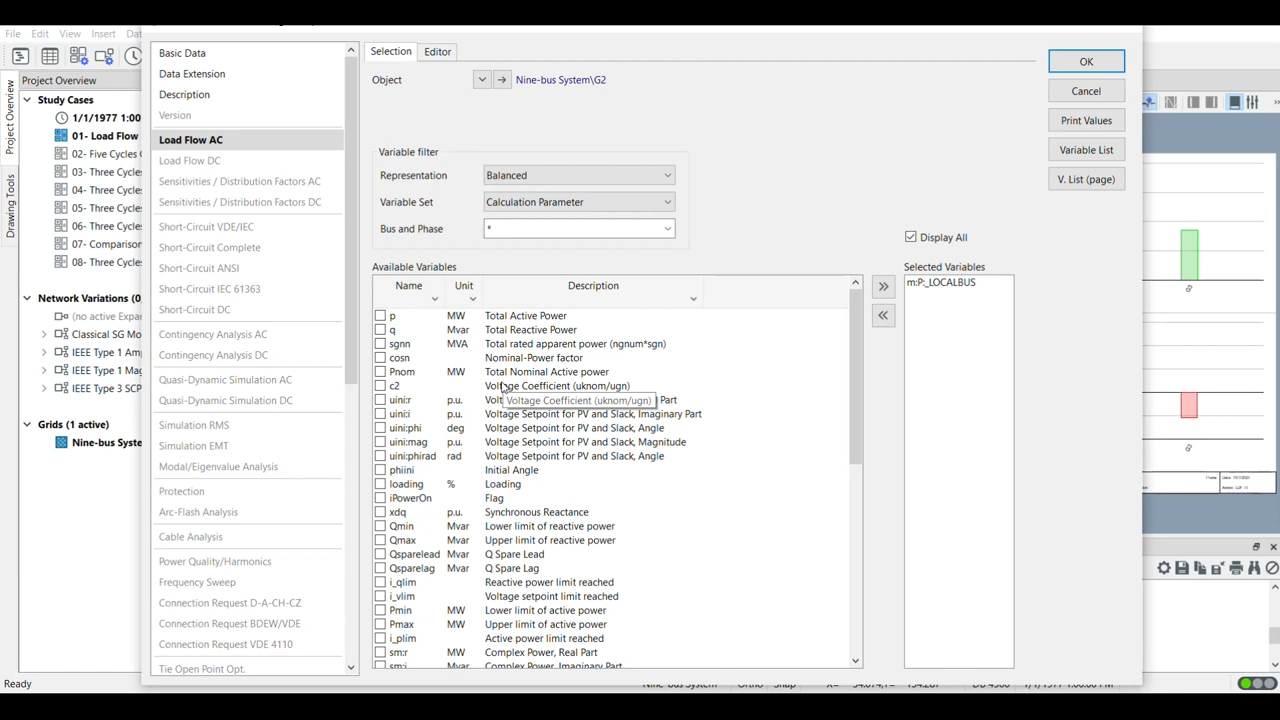 File Edit View Insert Dat
Project Overview
Drawing Tools
Project Overview
Study Cases
1/1/1977 1:00
01- Load Flow
02- Five Cycles
03- Three Cycle
04- Three Cycle
05- Three Cycle
06- Three Cycle
07- Comparison
08- Three Cycle
Network Variations (0
(no active Expan
Classical SG Mo
IEEE Type 1 Am
IEEE Type 1 Mag
IEEE Type 3 SCP
Grids (1 active)
Nine-bus Syste
Ready
Basic Data
Data Extension
Description
Version
Load Flow AC
Load Flow DC
Sensitivities / Distribution Factors AC
Sensitivities / Distribution Factors DC
Short-Circuit VDE/IEC
Short-Circuit Complete
Short-Circuit ANSI
Short-Circuit IEC 61363
Short-Circuit DC
Contingency Analysis AC
Contingency Analysis DC
Quasi-Dynamic Simulation AC
Quasi-Dynamic Simulation DC
Simulation RMS
Simulation EMT
Modal/Eigenvalue Analysis
Protection
Arc-Flash Analysis
Cable Analysis
Power Quality/Harmonics
Frequency Sweep
Connection Request D-A-CH-CZ
Connection Request BDEW/VDE
Connection Request VDE 4110
Tie Open Point Opt.
Selection Editor
Object Nine-bus System\G2
Variable filter
Representation Balanced
Variable Set Calculation Parameter
Bus and Phase *
Display All
Available Variables
Name Unit Description
p MW Total Active Power
q Mvar Total Reactive Power
sgnn MVA Total rated apparent power (ngnum*sgn)
cosn Nominal-Power factor
Pnom MW Total Nominal Active power
c2 Voltage Coefficient (uknom/ugn)
uini:r p.u. Volt Part
Voltage Coefficient (uknom/ugn)
uini:i p.u. Voltage Setpoint for PV and Slack, Imaginary Part
uini:phi deg Voltage Setpoint for PV and Slack, Angle
uini:mag p.u. Voltage Setpoint for PV and Slack, Magnitude
uini:phirad rad Voltage Setpoint for PV and Slack, Angle
phiini Initial Angle
loading % Loading
iPowerOn Flag
xdq p.u. Synchronous Reactance
Qmin Mvar Lower limit of reactive power
Qmax Mvar Upper limit of reactive power
Qsparelead Mvar Q Spare Lead
Qsparelag Mvar Q Spare Lag
i_qlim Reactive power limit reached
i_vlim Voltage setpoint limit reached
Pmin MW Lower limit of active power
Pmax MW Upper limit of active power
i_plim Active power limit reached
sm:r MW Complex Power, Real Part
sm:i Mvar Complex Power, Imaginary Part
Selected Variables
m:P:_LOCALBUS
OK
Cancel
Print Values
Variable List
V. List (page)